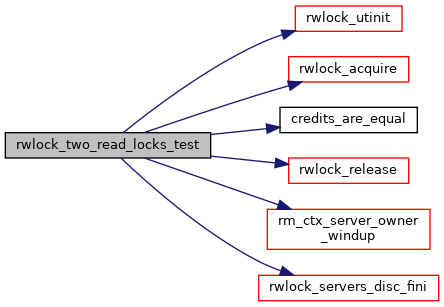 rwlock_utinit
rwlock_acquire
credits_are_equal
rwlock_two_read_locks_test
rwlock_release
rm_ctx_server_owner
_windup
rwlock_servers_disc_fini